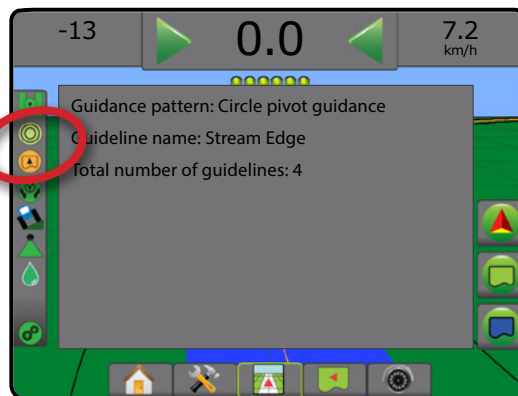 -13
0.0
7.2
km/h
Guidance pattern: Circle pivot guidance
Guideline name: Stream Edge
Total number of guidelines: 4